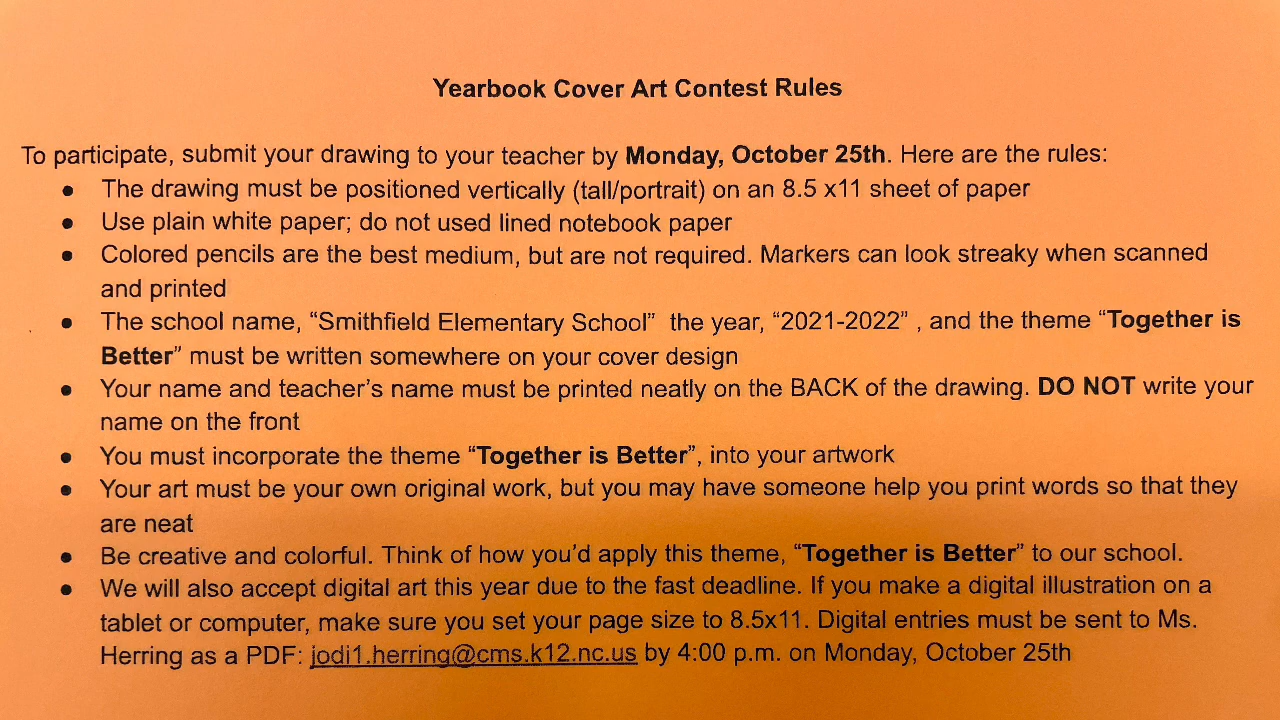 Yearbook Cover Art Contest Rules
To participate, submit your drawing to your teacher by Monday, October 25th. Here are the rules:
● The drawing must be positioned vertically (tall/portrait) on an 8.5 x11 sheet of paper
● Use plain white paper; do not used lined notebook paper
● Colored pencils are the best medium, but are not required. Markers can look streaky when scanned
and printed
● The school name, “Smithfield Elementary School”  the year, “2021-2022” , and the theme “Together is
Better” must be written somewhere on your cover design
● Your name and teacher’s name must be printed neatly on the BACK of the drawing. DO NOT write your
name on the front
● You must incorporate the theme “Together is Better”, into your artwork
● Your art must be your own original work, but you may have someone help you print words so that they
are neat
● Be creative and colorful. Think of how you’d apply this theme, “Together is Better” to our school.
● We will also accept digital art this year due to the fast deadline. If you make a digital illustration on a
tablet or computer, make sure you set your page size to 8.5x11. Digital entries must be sent to Ms.
Herring as a PDF: jodi1.herring@cms.k12.nc.us by 4:00 p.m. on Monday, October 25th